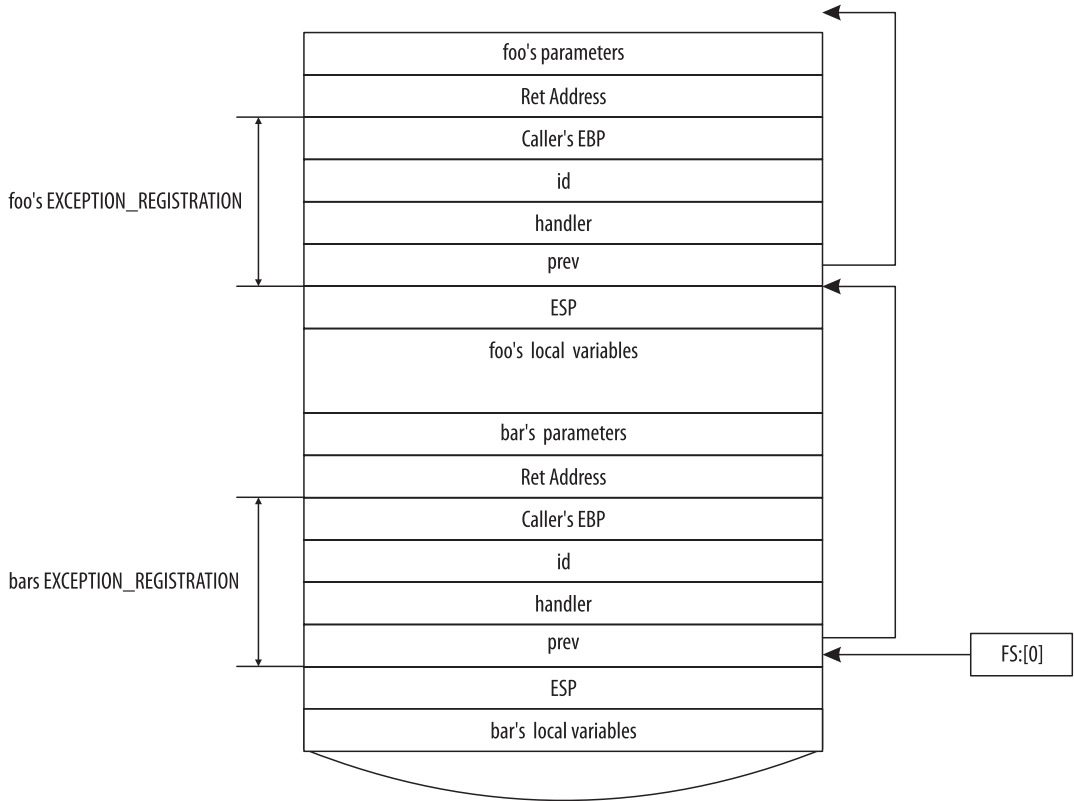 foo's parameters
Ret Address
Caller's EBP
id
foo's EXCEPTION_REGISTRATION
handler
prev
ESP
foo's local variables
bar's parameters
Ret Address
Caller's EBP
id
bars EXCEPTION_REGISTRATION
handler
prev
FS:[0]
ESP
bar's local variables